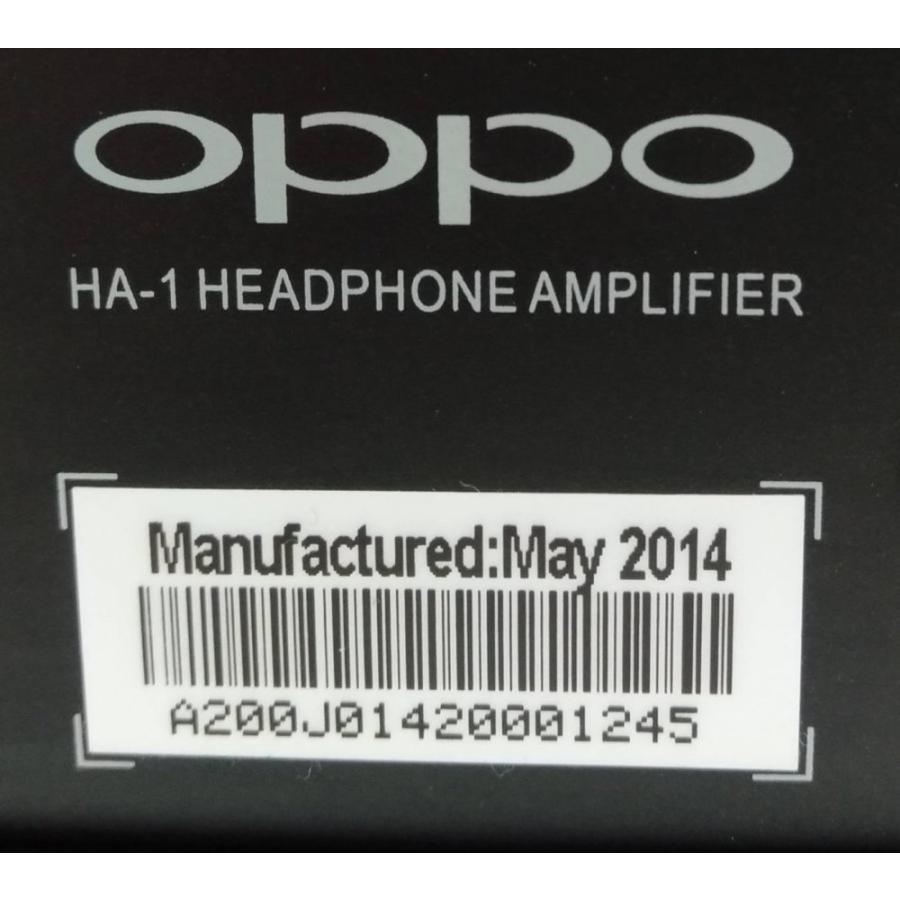 oppo
HA-1 HEADPHONE AMPLIFIER
Manufactured:May 2014
A200J01420001245